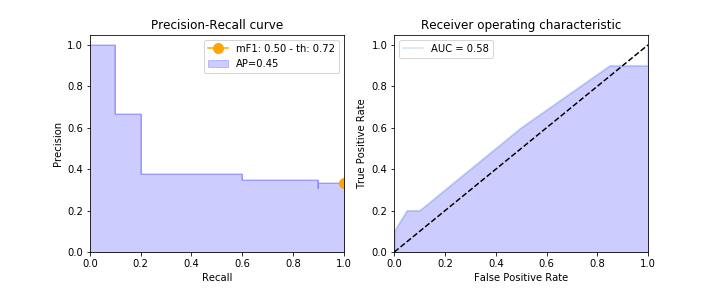 Precision-Recall curve
mF1: 0.50 - th: 0.72
AP=0.45
Precision
1.0
0.8
0.6
0.4
0.2
0.0
0.0 0.2 0.4 0.6 0.8 1.0
Recall
Receiver operating characteristic
AUC = 0.58
True Positive Rate
1.0
0.8
0.6
0.4
0.2
0.0
0.0 0.2 0.4 0.6 0.8 1.0
False Positive Rate